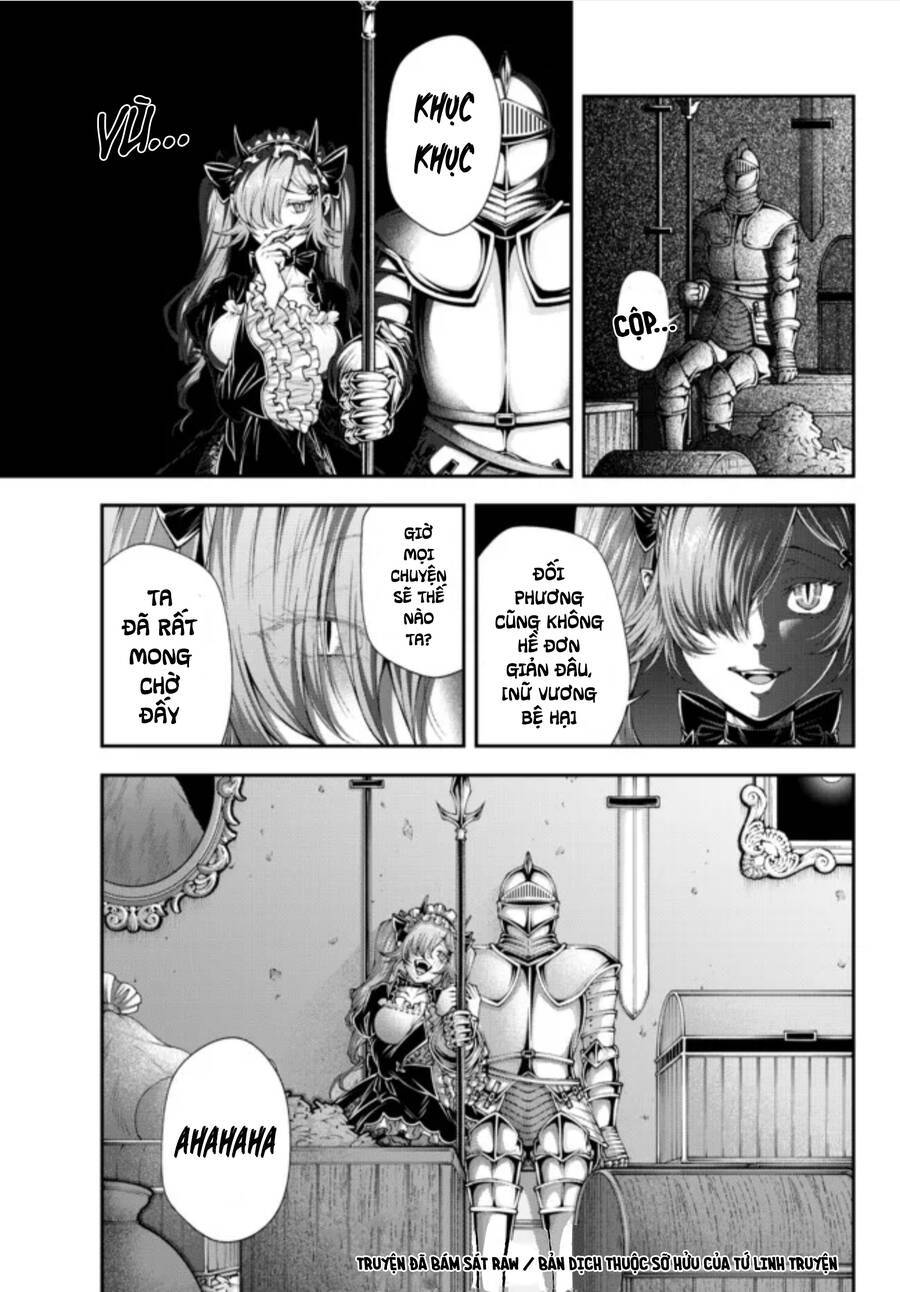 CỘP...
KHỤC
KHỤC
VÙ...
ĐỐI
PHƯƠNG
CŨNG KHÔNG
HỀ ĐƠN
GIẢN ĐÂU,
[NỮ VƯƠNG
BỆ HẠ]
GIỜ
MỌI
CHUYỆN
SẼ THẾ
NÀO
TA?
TA
ĐÃ RẤT
MONG
CHỜ
ĐẤY
AHAHAHA
TRUYỆN ĐÃ BÁM SÁT RAW / BẢN DỊCH THUỘC SỠ HỬU CỦA TỨ LINH TRUYỆN